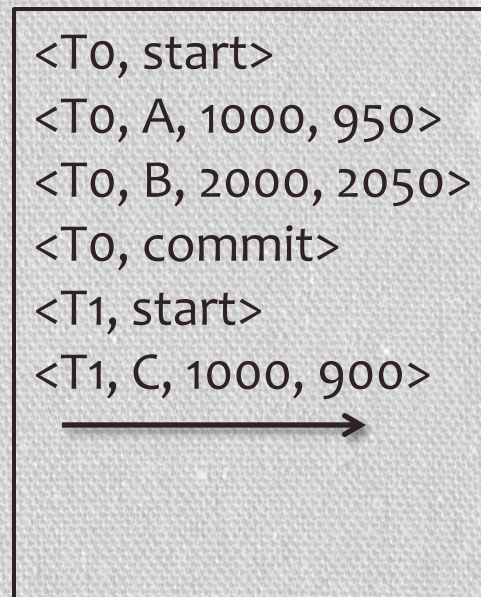 <T0, start>
<T0, A, 1000, 950>
<T0, B, 2000, 2050>
<T0, commit>
<T1, start>
<T1, C, 1000, 900>